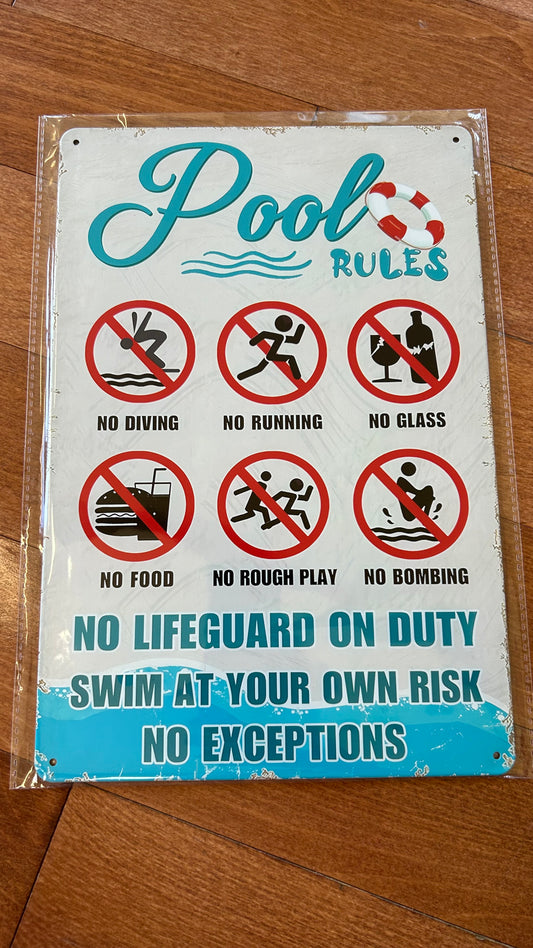 Pool
RULES
NO DIVING NO RUNNING NO GLASS
NO FOOD NO ROUGH PLAY NO BOMBING
NO LIFEGUARD ON DUTY
SWIM AT YOUR OWN RISK
NO EXCEPTIONS